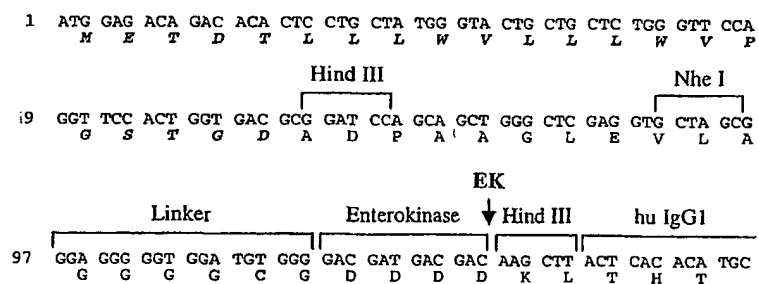 1 ATG GAG ACA GAC ACA CTC CTG CTA TGG GTA CTG CTG CTC TGG GTT CCA
M E T D T L L L W V L L L W V P
Hind III Nhe I
i9 GGT TCC ACT GGT GAC GCG GAT CCA GCA GCT GGG CTC GAG GTG CTA GCG
G S T G D A D P A A G L E V L A
EK
Linker Enterokinase Hind III hu IgG1
97 GGA GGG GGT GGA TGT GGG GAC GAT GAC GAC AAG CTT ACT CAC ACA TGC
G G G G C G D D D D K L T H T